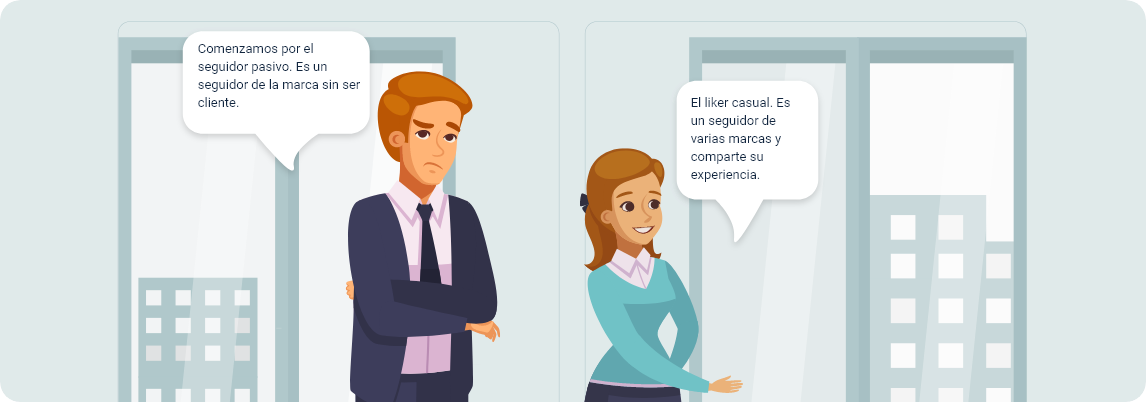 Comenzamos por el
seguidor pasivo. Es un
seguidor de la marca sin ser
cliente.
El liker casual. Es
un seguidor de
varias marcas y
comparte su
experiencia.